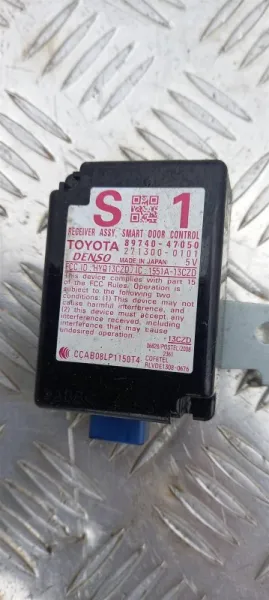 S 1
RECEIVER ASSY, SMART DOOR CONTROL
TOYOTA 89740-47050
DENSO 271300-0101
MADE IN JAPAN 5V
FCC ID: HYQ13CZD IC: 1551A-13CZD
This device complies with part 15
of the FCC Rules. Operation is
subject to the following two
conditions: (1) this device may not
cause harmful interference, and
(2) this device must accept any
interference received, including
interference that may cause
undesired operation.
13CZD
CCAB08LP1150T4
COFETEL
RLVDE1308-0676